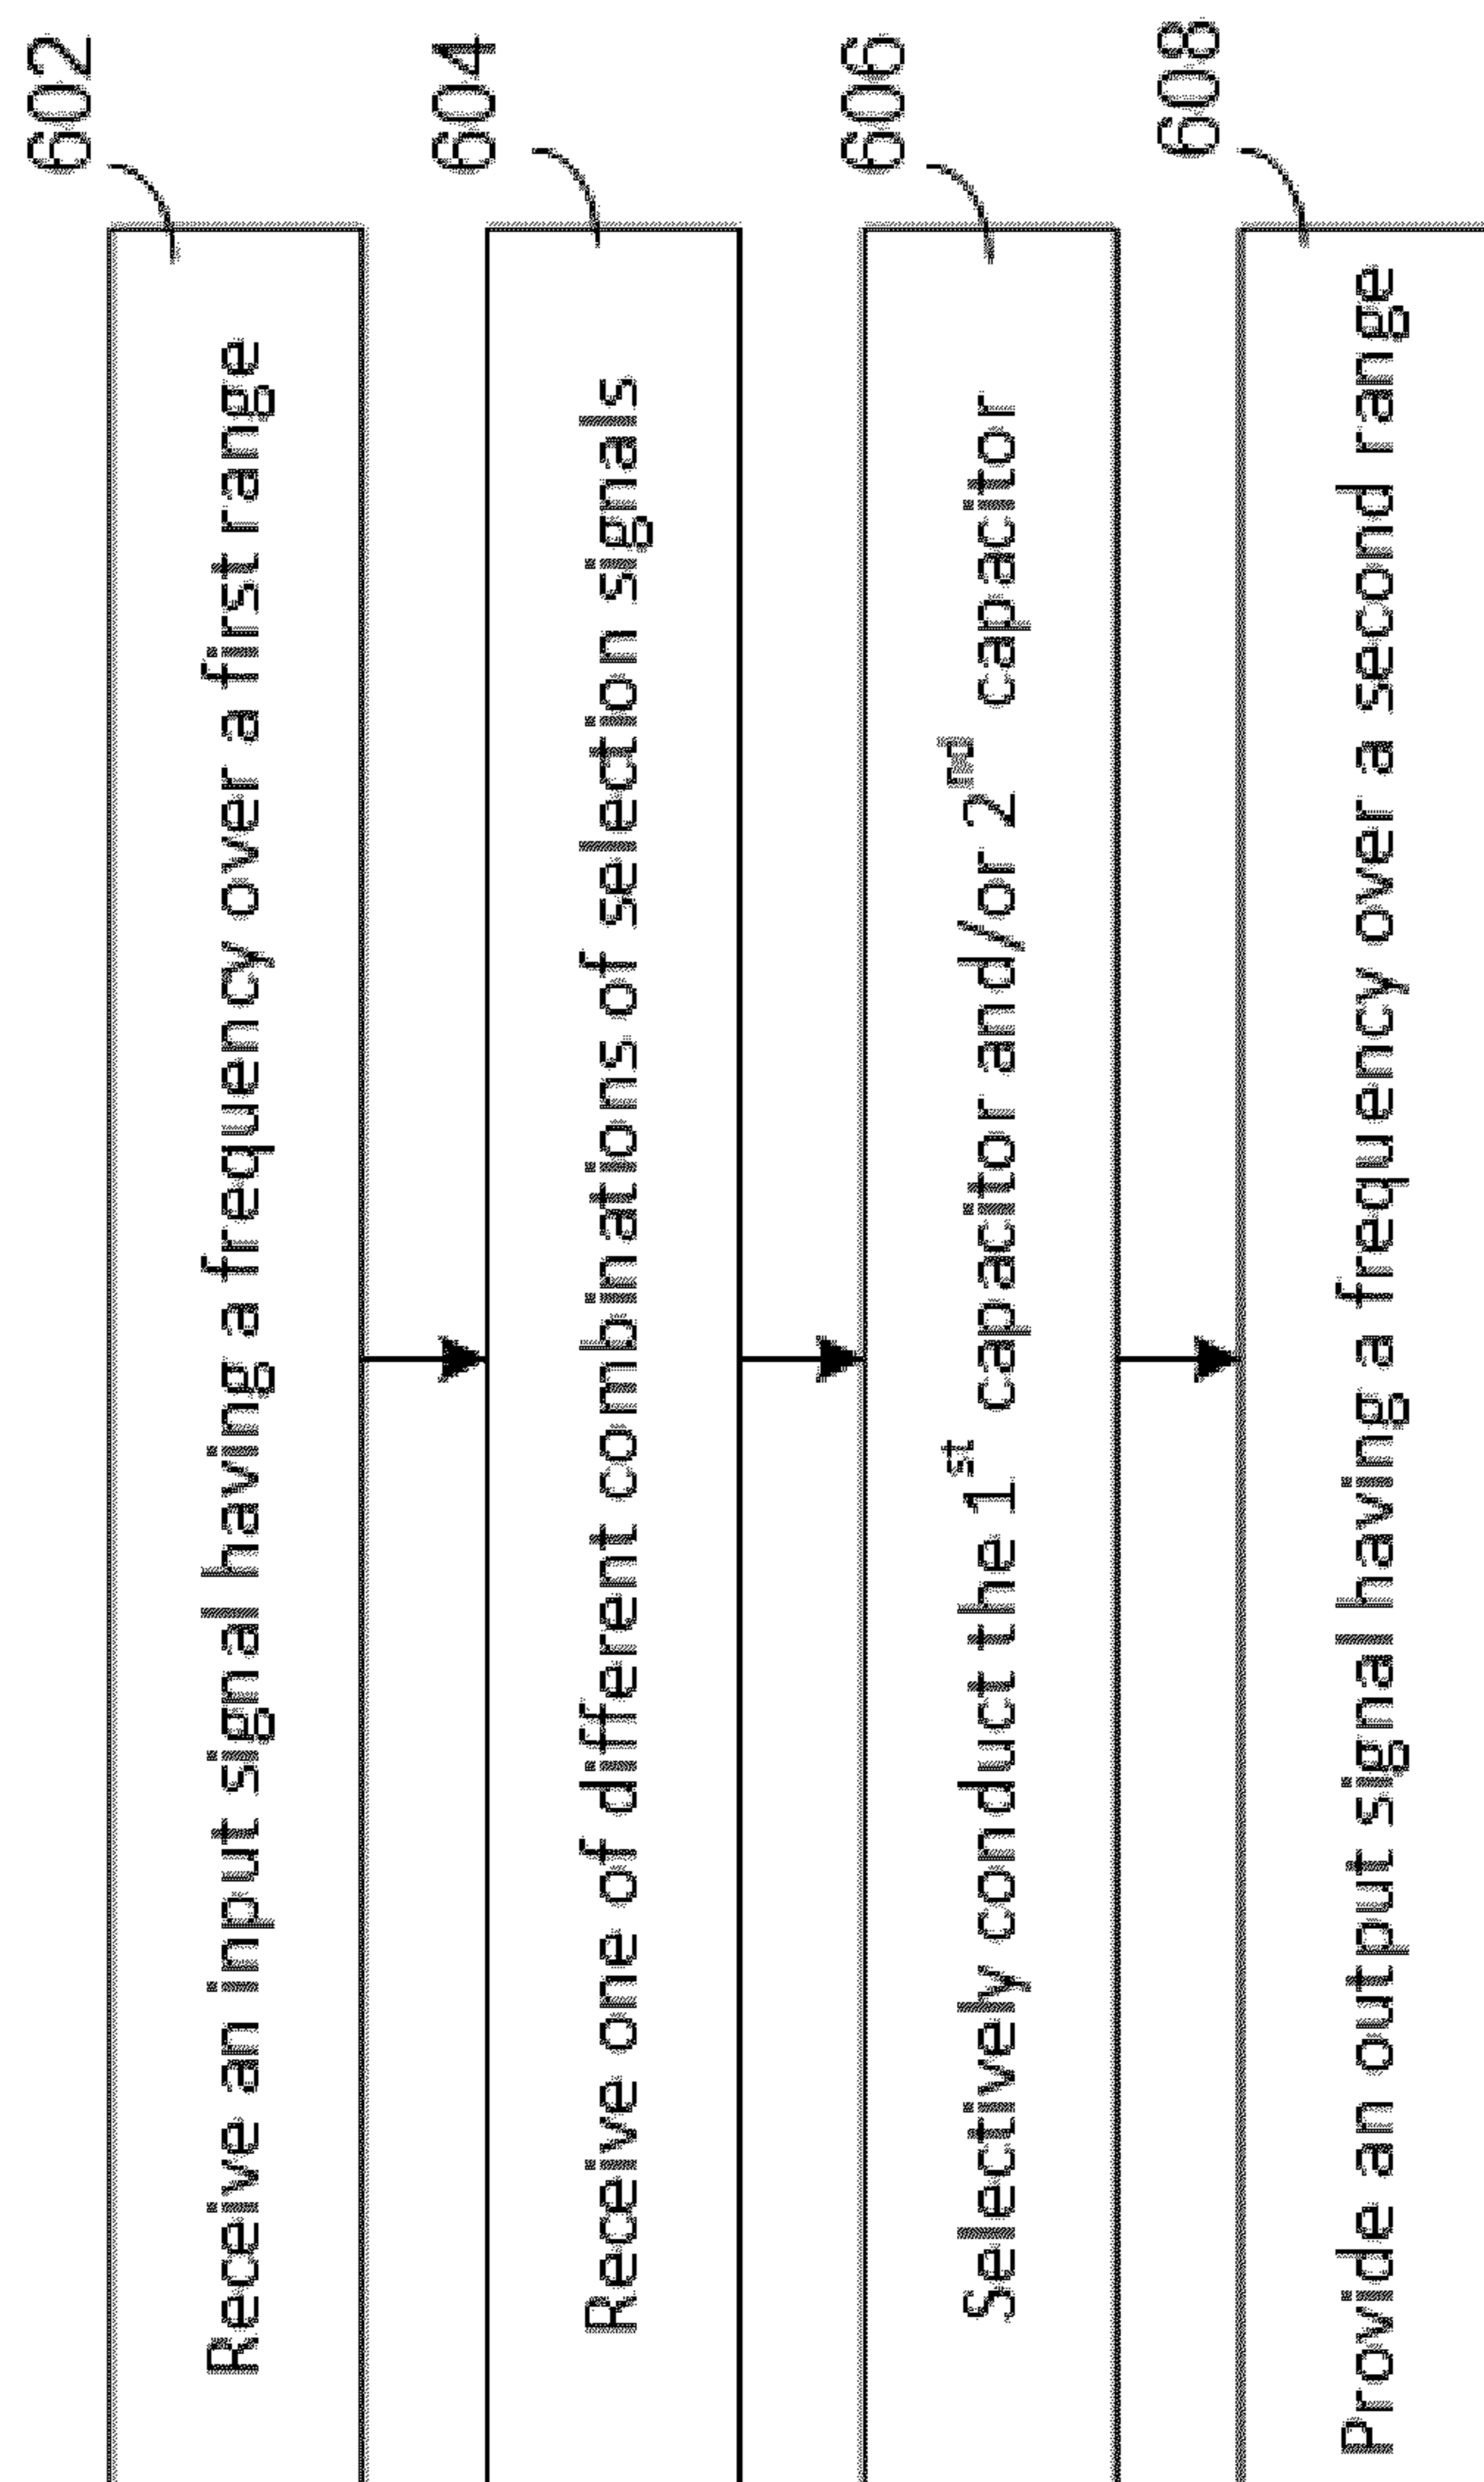 602
Receive an input signal having a frequency over a first range
604
Receive one of different combinations of selection signals
606
Selectively conduct the 1st capacitor and/or 2nd capacitor
608
Provide an output signal having a frequency over a second range